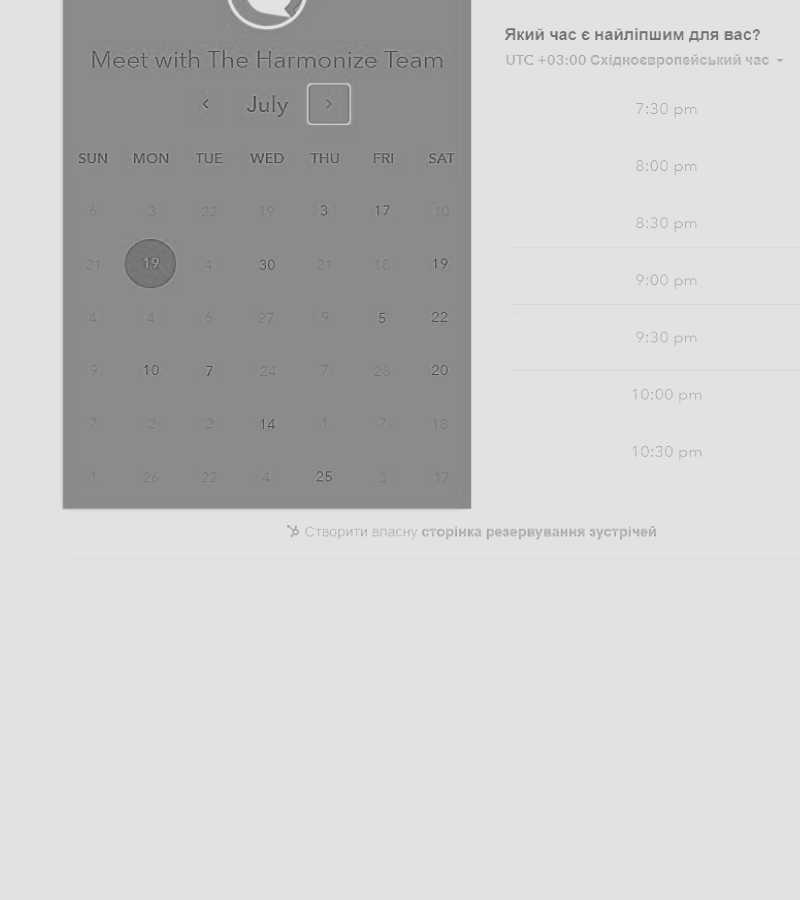 Meet with The Harmonize Team
July
SUN MON TUE WED THU FRI SAT
6 3 22 19 3 17 10
21 19 4 30 21 18 19
4 4 6 27 9 5 22
9 10 7 24 7 28 20
7 2 2 14 1 7 18
1 26 22 4 25 3 17
Який час є найліпшим для вас?
UTC +03:00 Східноєвропейський час
7:30 pm
8:00 pm
8:30 pm
9:00 pm
9:30 pm
10:00 pm
10:30 pm
Створити власну сторінка резервування зустрічей